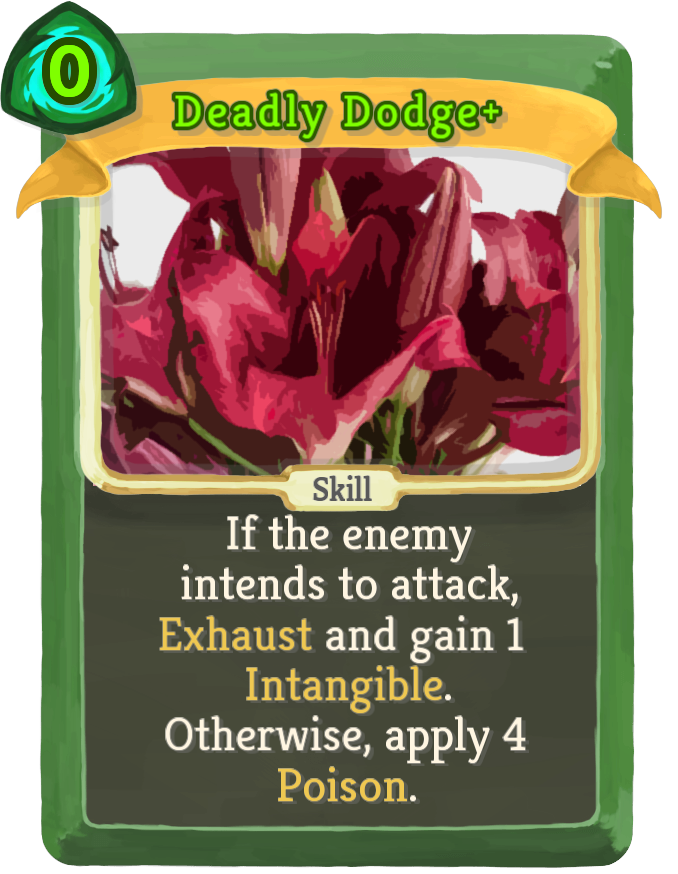 0
Deadly Dodge+
Skill
If the enemy
intends to attack,
Exhaust and gain 1
Intangible.
Otherwise, apply 4
Poison.